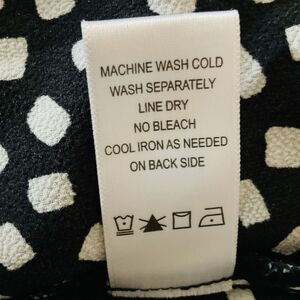 MACHINE WASH COLD
WASH SEPARATELY
LINE DRY
NO BLEACH
COOL IRON AS NEEDED
ON BACK SIDE